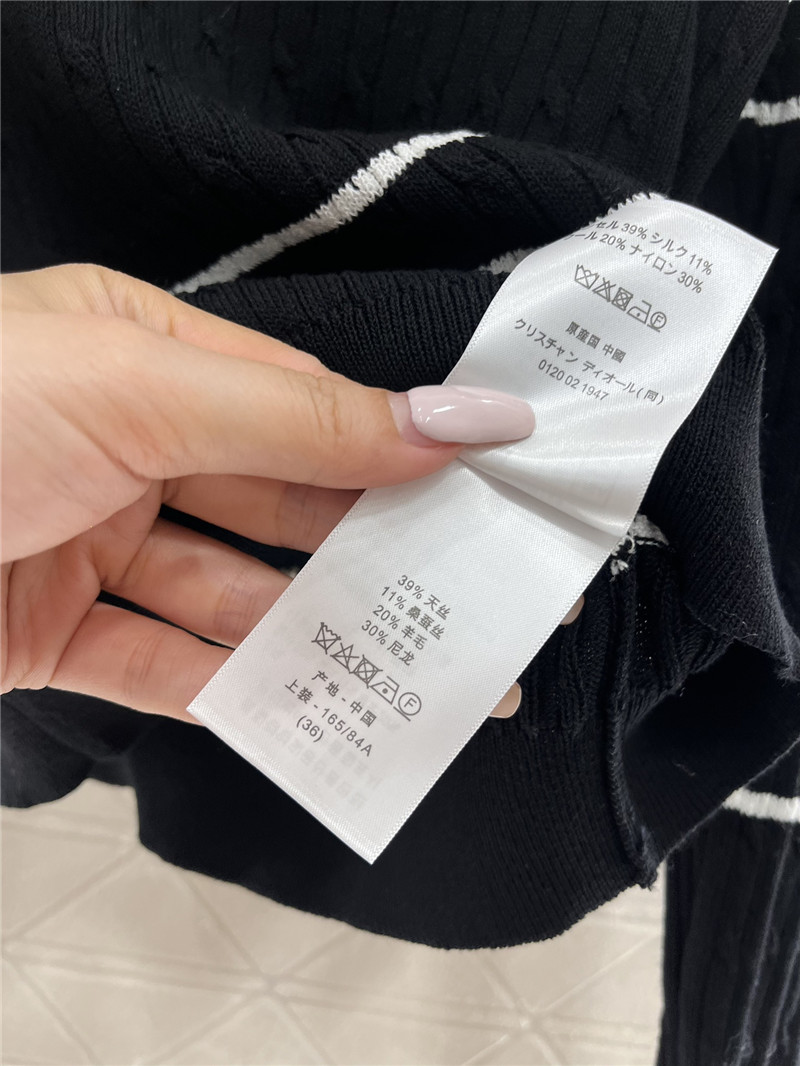 セル 39% シルク 11%
ール 20% ナイロン 30%
F
原産国 中國
クリスチャン ディオール(同)
0120 02 1947
39% 天丝
11% 桑蚕丝
20% 羊毛
30% 尼龙
F
产地 - 中国
上装 - 165/84A
(36)